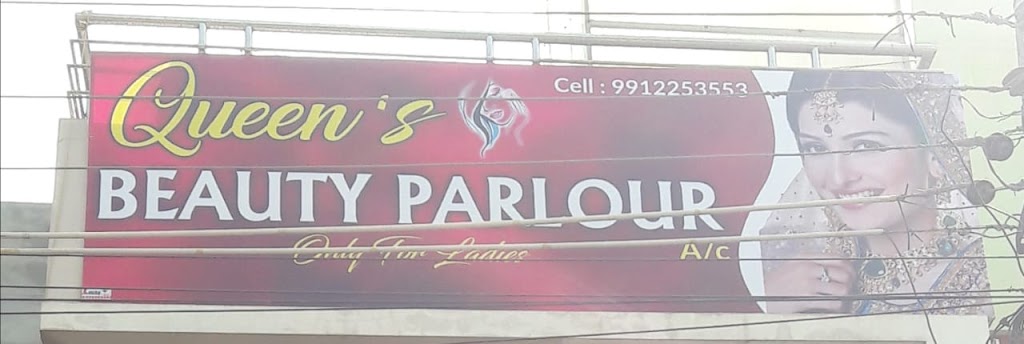 Queen's
Cell : 9912253553
BEAUTY PARLOUR
Only For Ladies
A/c